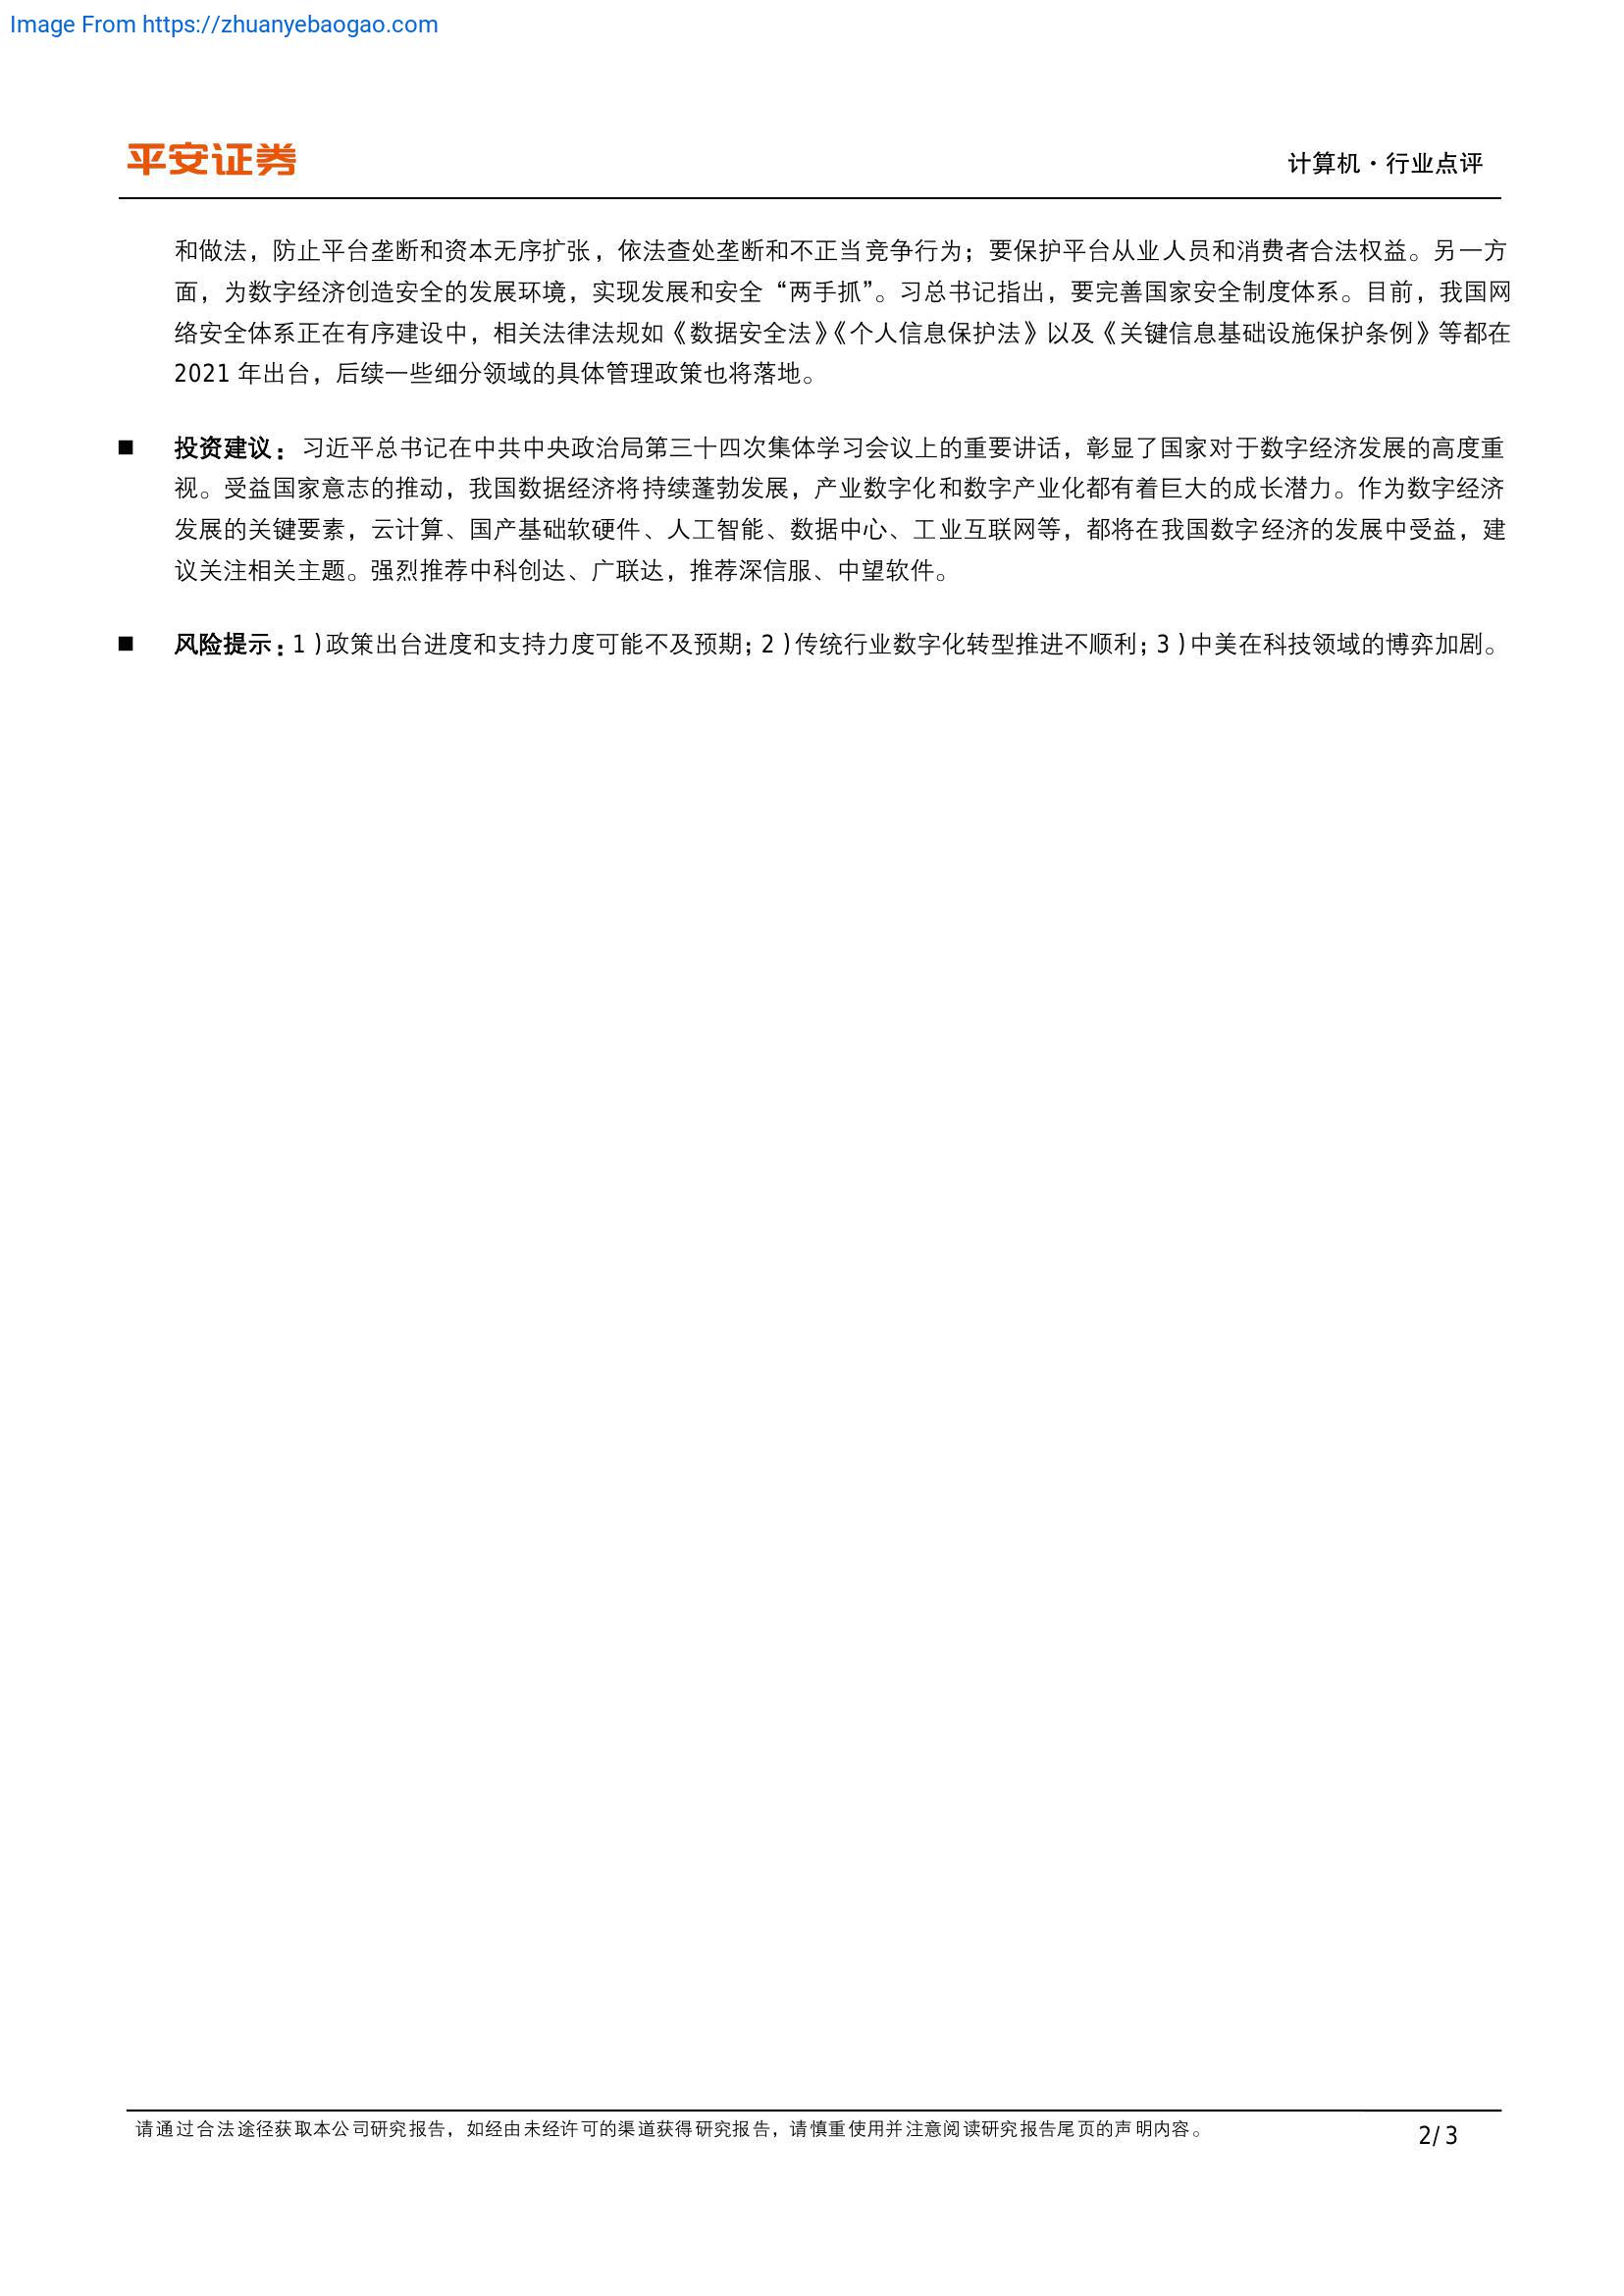 Image From https://zhuanyebaogao.com
平安证券
计算机·行业点评
和做法，防止平台垄断和资本无序扩张，依法查处垄断和不正当竞争行为；要保护平台从业人员和消费者合法权益。另一方
面，为数字经济创造安全的发展环境，实现发展和安全“两手抓”。习总书记指出，要完善国家安全制度体系。目前，我国网
络安全体系正在有序建设中，相关法律法规如《数据安全法》《个人信息保护法》以及《关键信息基础设施保护条例》等都在
2021 年出台，后续一些细分领域的具体管理政策也将落地。
■ 投资建议：习近平总书记在中共中央政治局第三十四次集体学习会议上的重要讲话，彰显了国家对于数字经济发展的高度重
视。受益国家意志的推动，我国数据经济将持续蓬勃发展，产业数字化和数字产业化都有着巨大的成长潜力。作为数字经济
发展的关键要素，云计算、国产基础软硬件、人工智能、数据中心、工业互联网等，都将在我国数字经济的发展中受益，建
议关注相关主题。强烈推荐中科创达、广联达，推荐深信服、中望软件。
■ 风险提示：1）政策出台进度和支持力度可能不及预期；2）传统行业数字化转型推进不顺利；3）中美在科技领域的博弈加剧。
请通过合法途径获取本公司研究报告，如经由未经许可的渠道获得研究报告，请慎重使用并注意阅读研究报告尾页的声明内容。
2/ 3